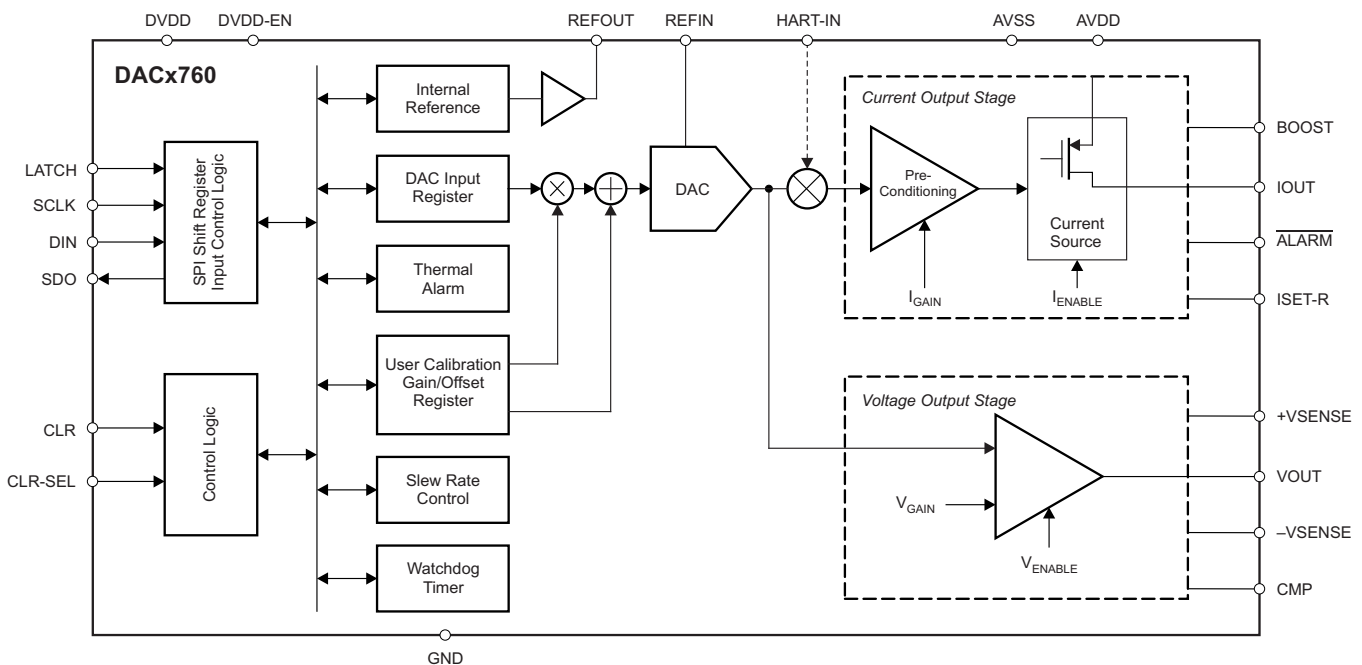 DVDD
DVDD-EN
REFOUT
REFIN
HART-IN
AVSS
AVDD
DACx760
LATCH
SCLK
DIN
SDO
SPI Shift Register
Input Control Logic
CLR
CLR-SEL
Control Logic
Internal
Reference
DAC Input
Register
Thermal
Alarm
User Calibration
Gain/Offset
Register
Slew Rate
Control
Watchdog
Timer
DAC
Current Output Stage
Pre-
Conditioning
Current
Source
IGAIN
IENABLE
Voltage Output Stage
VGAIN
VENABLE
BOOST
IOUT
ALARM
ISET-R
+VSENSE
VOUT
–VSENSE
CMP
GND